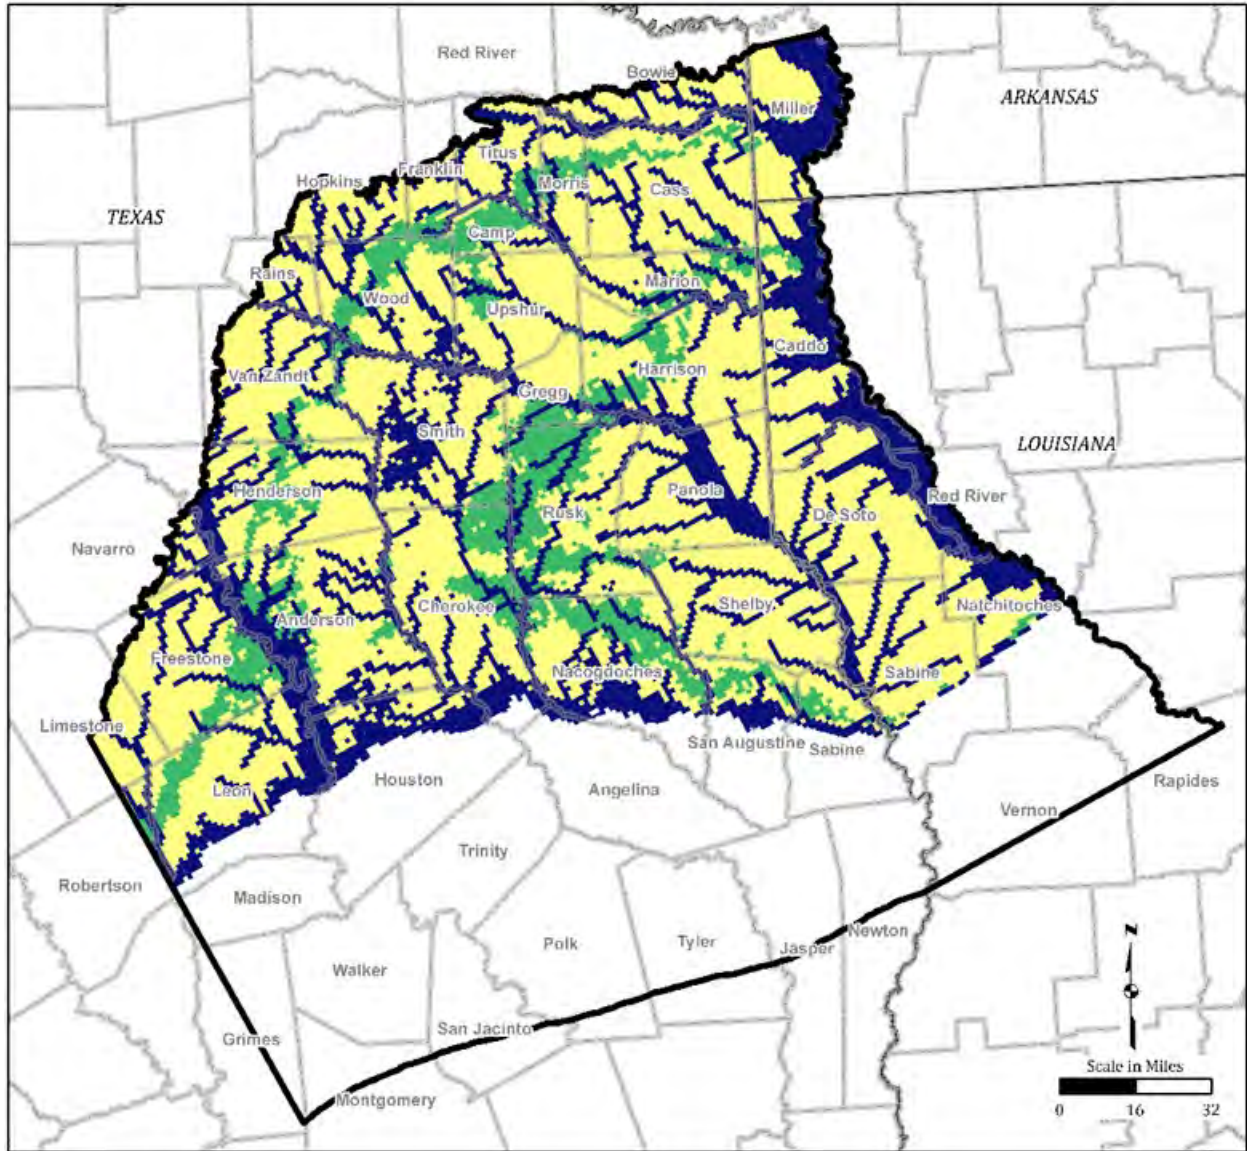 Red River
Bowie
ARKANSAS
Miller
Titus
Franklin
Hopkins
Morris
Cass
TEXAS
Camp
Rains
Marion
Wood
Upshur
Caddo
Van Zandt
Harrison
Gregg
Smith
LOUISIANA
Henderson
Panola
Red River
Rusk
De Soto
Navarro
Cherokee
Shelby
Natchitoches
Anderson
Freestone
Nacogdoches
Sabine
Limestone
San Augustine
Sabine
Houston
Leon
Angelina
Rapides
Vernon
Trinity
Robertson
Madison
Newton
N
Polk
Tyler
Jasper
Walker
San Jacinto
Grimes
Scale in Miles
Montgomery
0 16 32